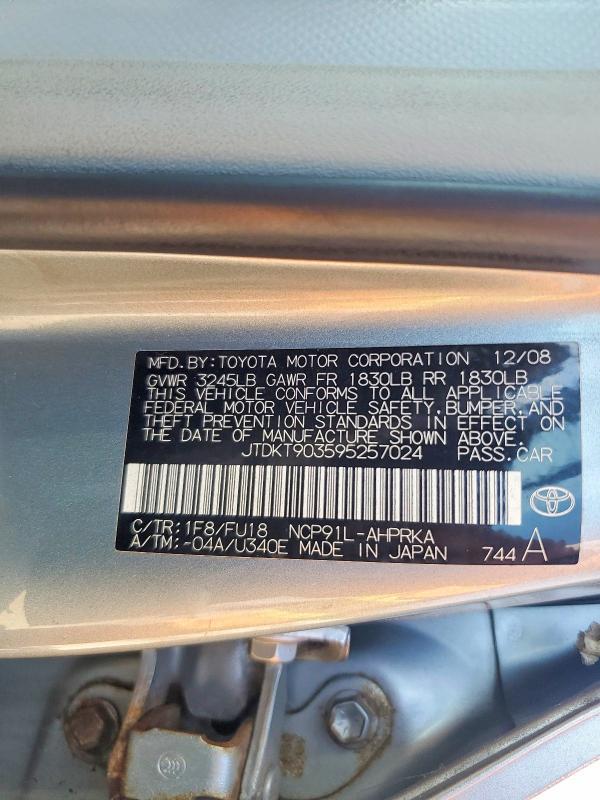 MFD.BY:TOYOTA MOTOR CORPORATION 12/08
GVWR 3245LB GAWR FR 1830LB RR 1830LB
THIS VEHICLE CONFORMS TO ALL APPLICABLE
FEDERAL MOTOR VEHICLE SAFETY,BUMPER,AND
THEFT PREVENTION STANDARDS IN EFFECT ON
THE DATE OF MANUFACTURE SHOWN ABOVE.
JTDKT903595257024 PASS.CAR
C/TR:1F8/FU18 NCP91L-AHPRKA
A/TM:-04A/U340E MADE IN JAPAN 744 A